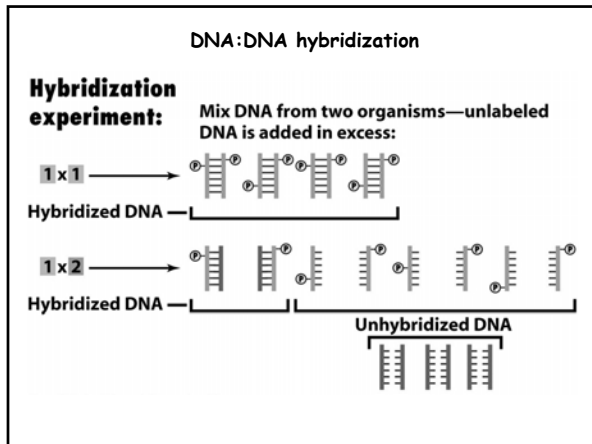 DNA:DNA hybridization
Hybridization
experiment:
Mix DNA from two organisms—unlabeled
DNA is added in excess:
P P P P P P
1 x 1
Hybridized DNA
1 x 2
P P P P P P P P
Hybridized DNA
Unhybridized DNA